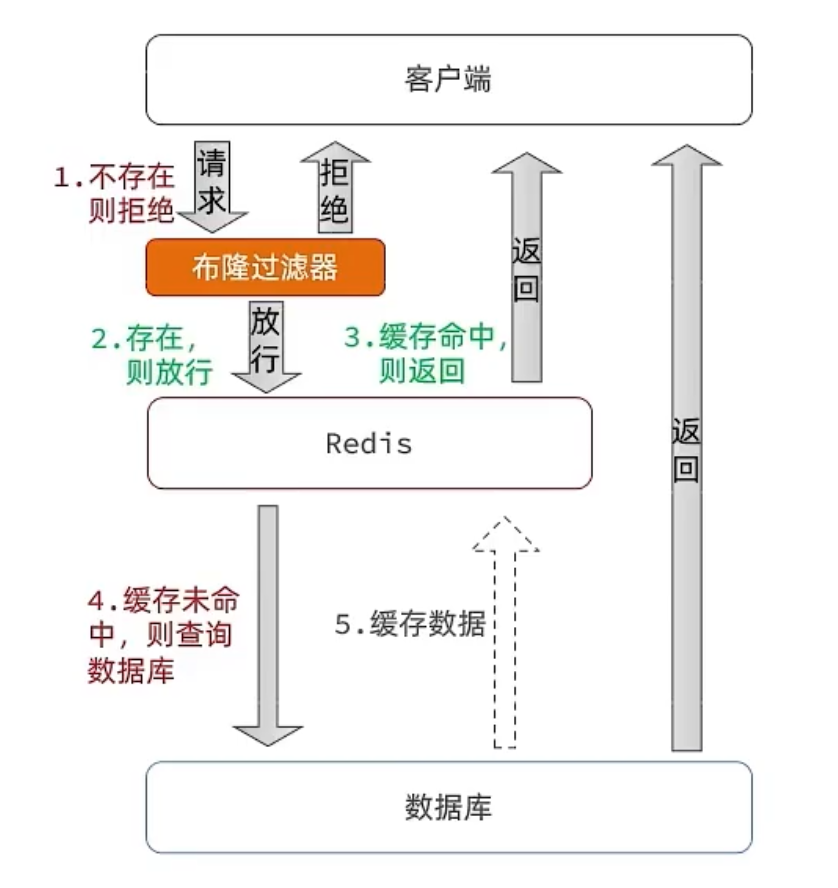 客户端
请求
拒绝
1.不存在
则拒绝
返回
布隆过滤器
放行
2.存在,
则放行
3.缓存命中,
则返回
Redis
返回
4.缓存未命
中，则查询
数据库
5.缓存数据
数据库